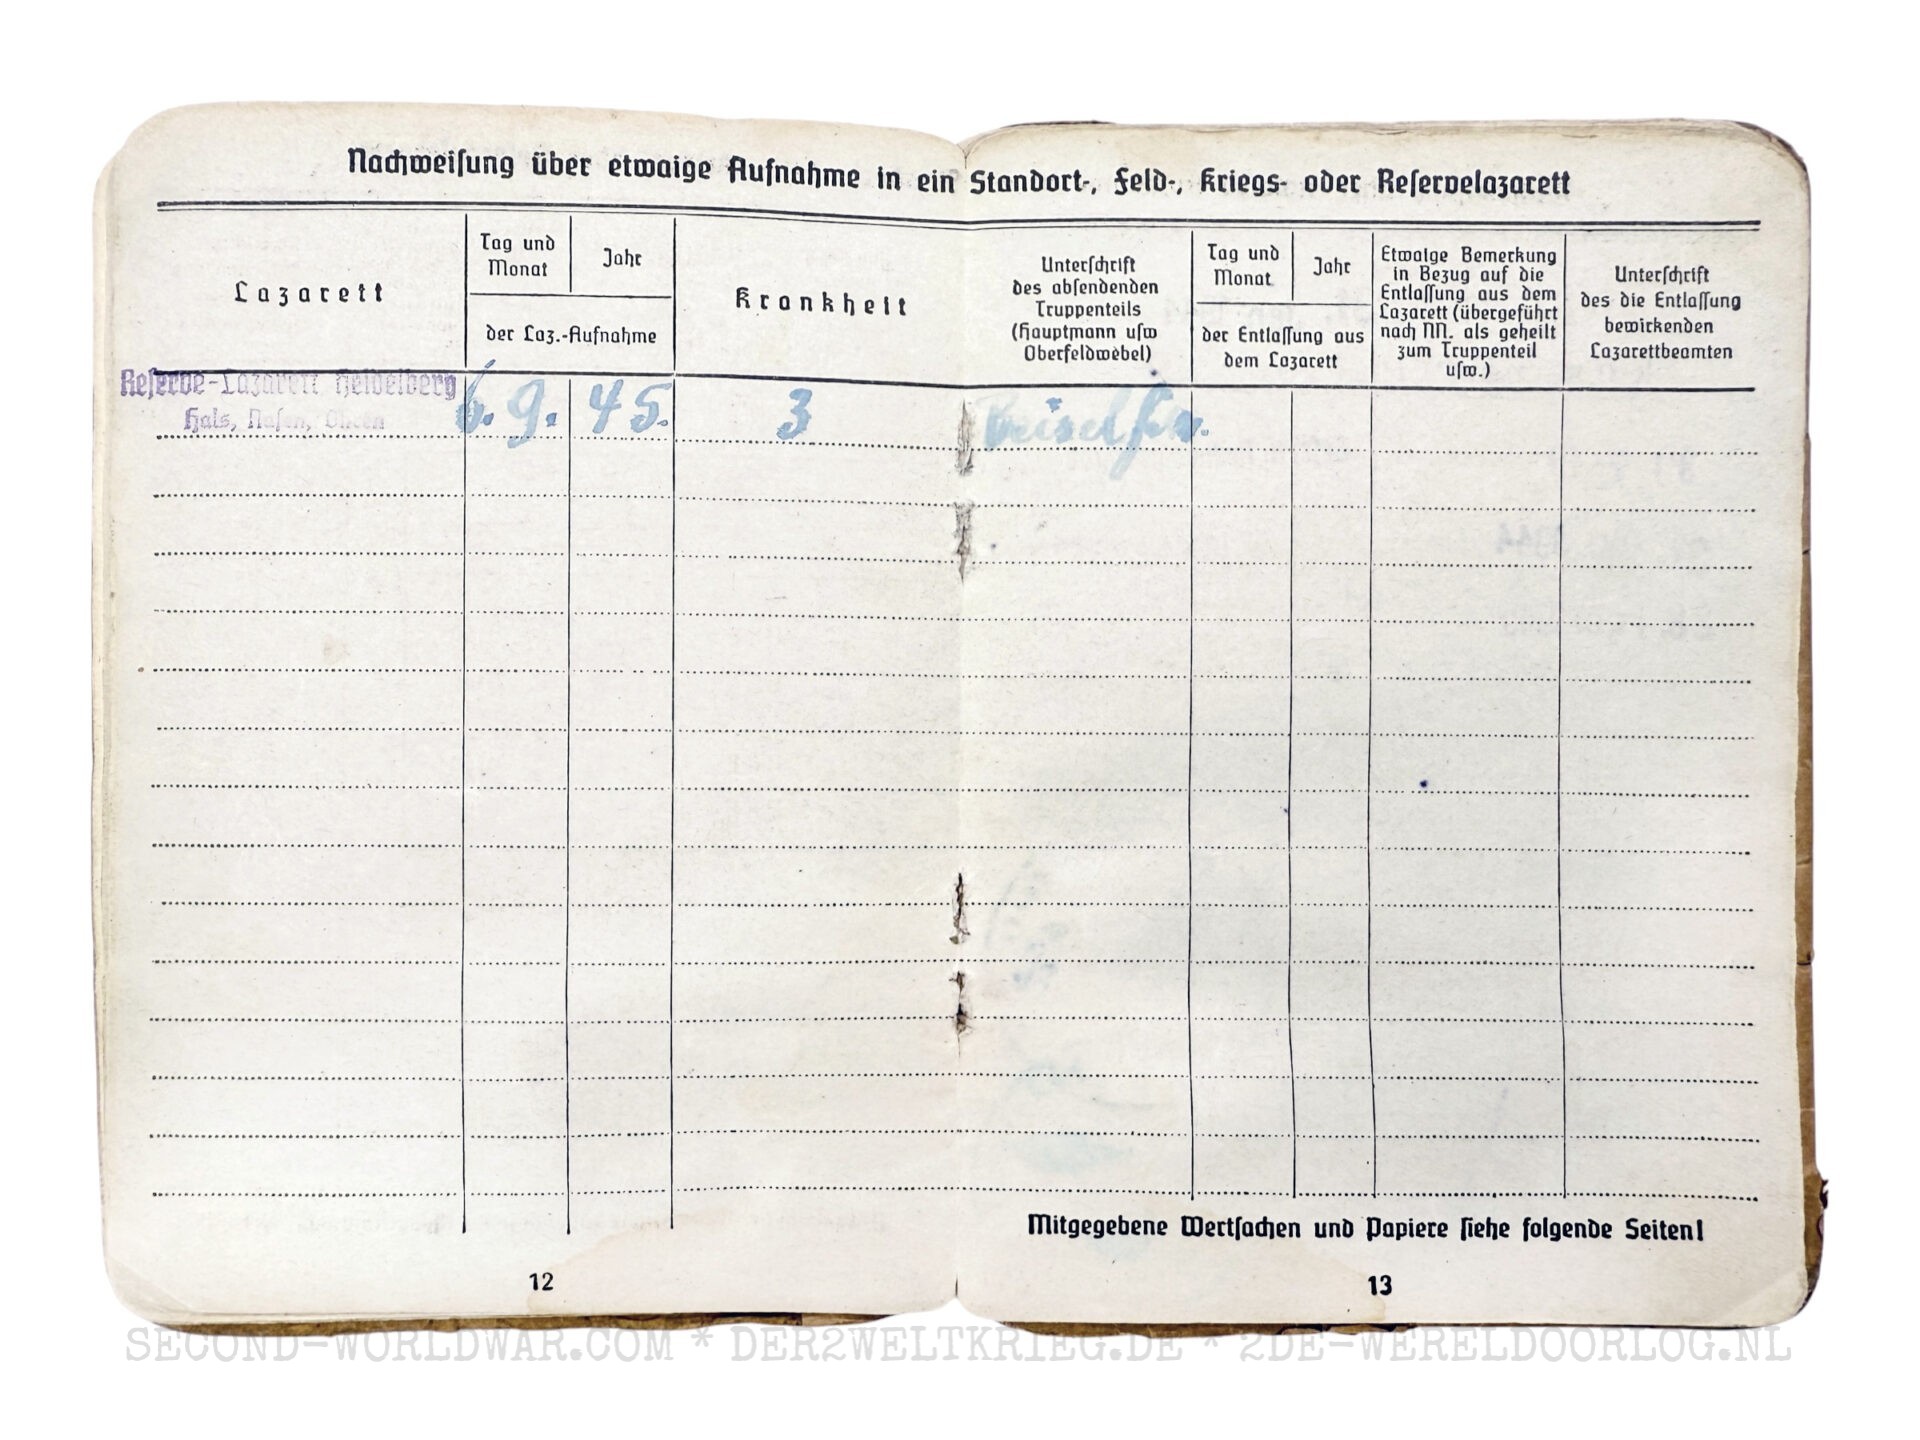 Nachweiſung über etwaige Aufnahme in ein Standort-, Feld-, Kriegs- oder Reſervelazarett
Lazarett
Tag und
Monat
Jahr
der Laz.-Aufnahme
Krankheit
Unterſchrift
des abſendenden
Truppenteils
(Hauptmann uſw
Oberfeldwebel)
Tag und
Monat
Jahr
der Entlaſſung aus
dem Lazarett
Etwaige Bemerkung
in Bezug auf die
Entlaſſung aus dem
Lazarett (übergeführt
nach NN. als geheilt
zum Truppenteil
uſw.)
Unterſchrift
des die Entlaſſung
bewirkenden
Lazarettbeamten
Reſerve-Lazarett Heidelberg
Hals, Naſen, Ohren
6. 9. 45. 3
Mitgegebene Wertſachen und Papiere ſiehe folgende Seiten!
12
13
SECOND-WORLDWAR.COM * DER2WELTKRIEG.DE * 2DE-WERELDOORLOG.NL